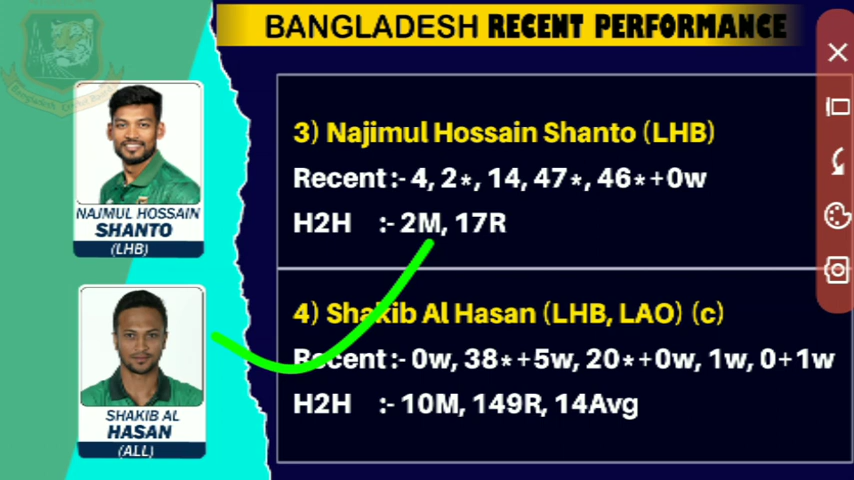 BANGLADESH RECENT PERFORMANCE
3) Najimul Hossain Shanto (LHB)
Recent :- 4, 2*, 14, 47*, 46*+0w
H2H :- 2M, 17R
NAJMUL HOSSAIN
SHANTO
(LHB)
4) Shakib Al Hasan (LHB, LAO) (c)
Recent :- 0w, 38*+5w, 20*+0w, 1w, 0+1w
H2H :- 10M, 149R, 14Avg
SHAKIB AL
HASAN
(ALL)